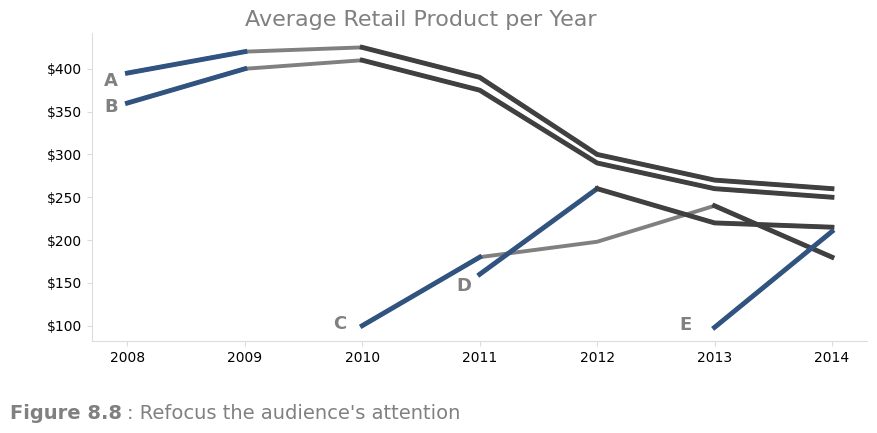 Average Retail Product per Year
$400
$350
$300
$250
$200
$150
$100
A
B
C
D
E
2008 2009 2010 2011 2012 2013 2014
Figure 8.8 : Refocus the audience's attention